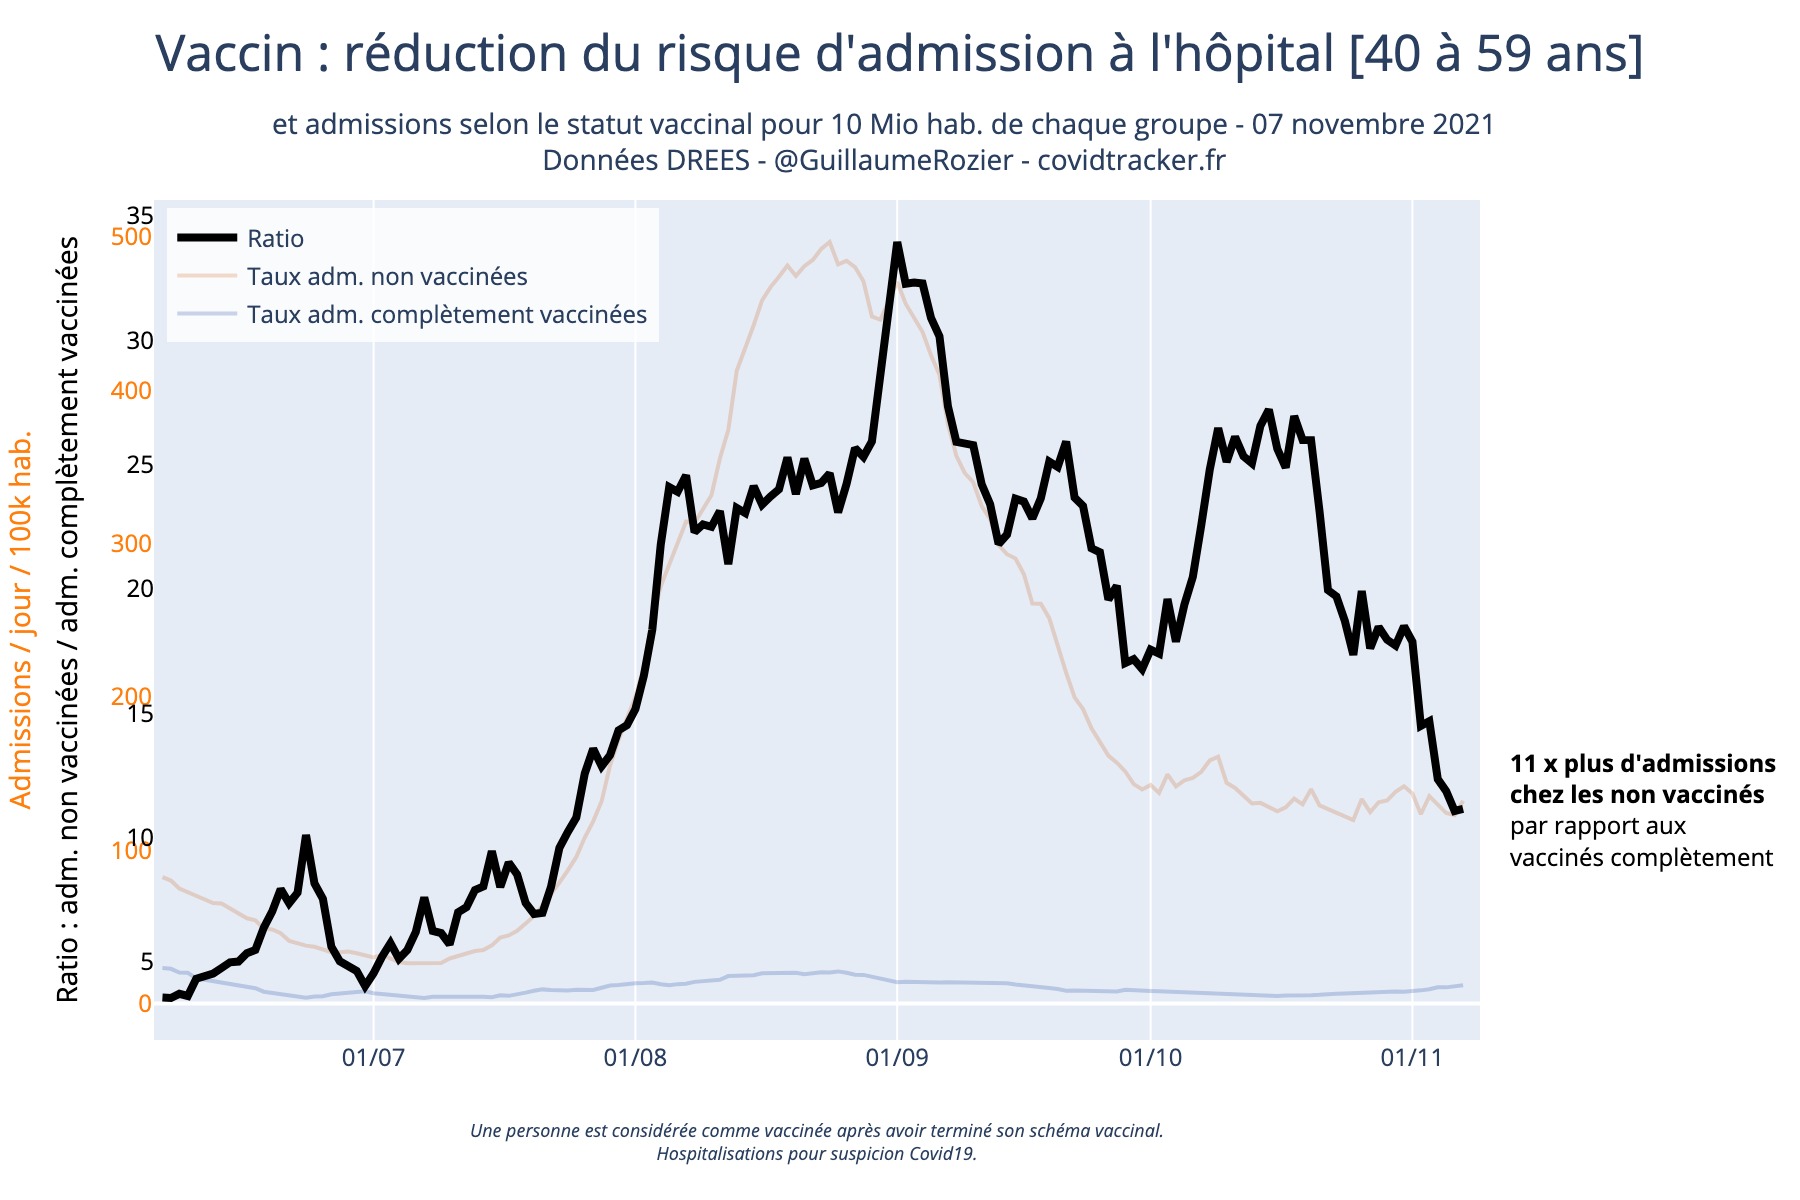 Vaccin : réduction du risque d'admission à l'hôpital [40 à 59 ans]
et admissions selon le statut vaccinal pour 10 Mio hab. de chaque groupe - 07 novembre 2021
Données DREES - @GuillaumeRozier - covidtracker.fr
Admissions / jour / 100k hab.
Ratio : adm. non vaccinées / adm. complètement vaccinées
35
500
30
400
25
300
20
200
15
10
100
5
0
Ratio
Taux adm. non vaccinées
Taux adm. complètement vaccinées
11 x plus d'admissions
chez les non vaccinés
par rapport aux
vaccinés complètement
01/07
01/08
01/09
01/10
01/11
Une personne est considérée comme vaccinée après avoir terminé son schéma vaccinal.
Hospitalisations pour suspicion Covid19.